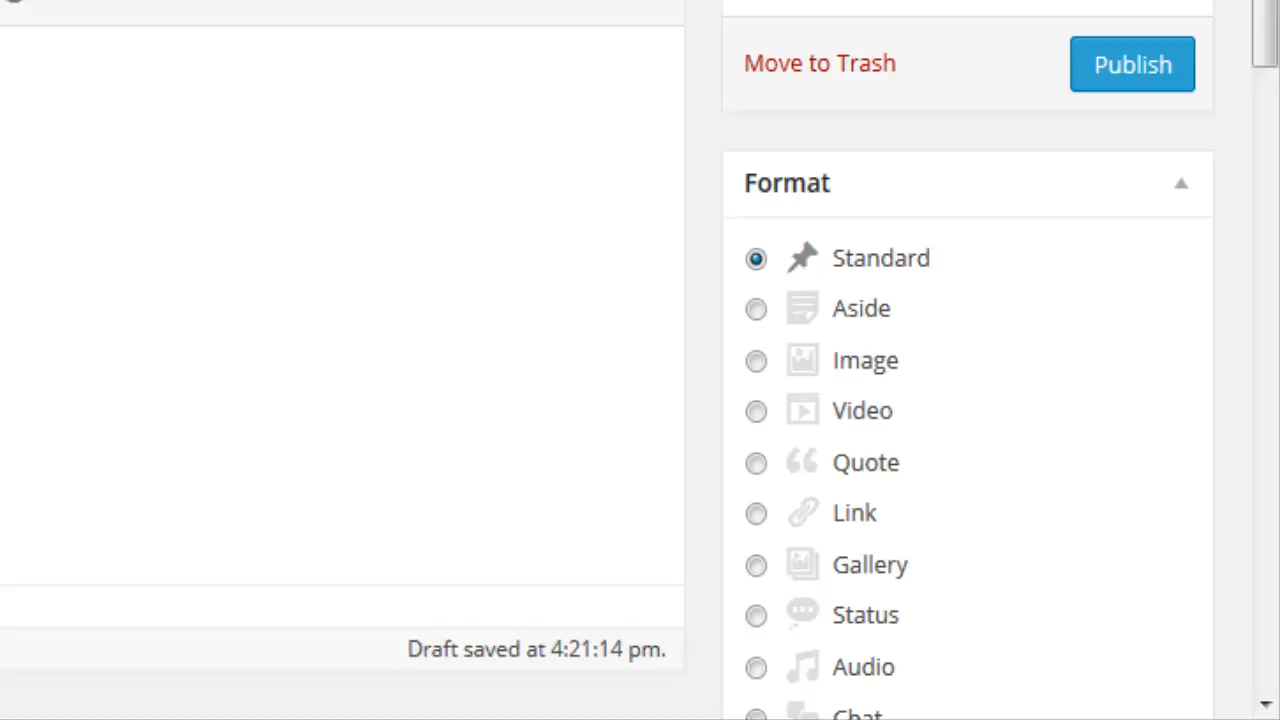 Move to Trash
Publish
Format
Standard
Aside
Image
Video
Quote
Link
Gallery
Status
Draft saved at 4:21:14 pm.
Audio
Chat